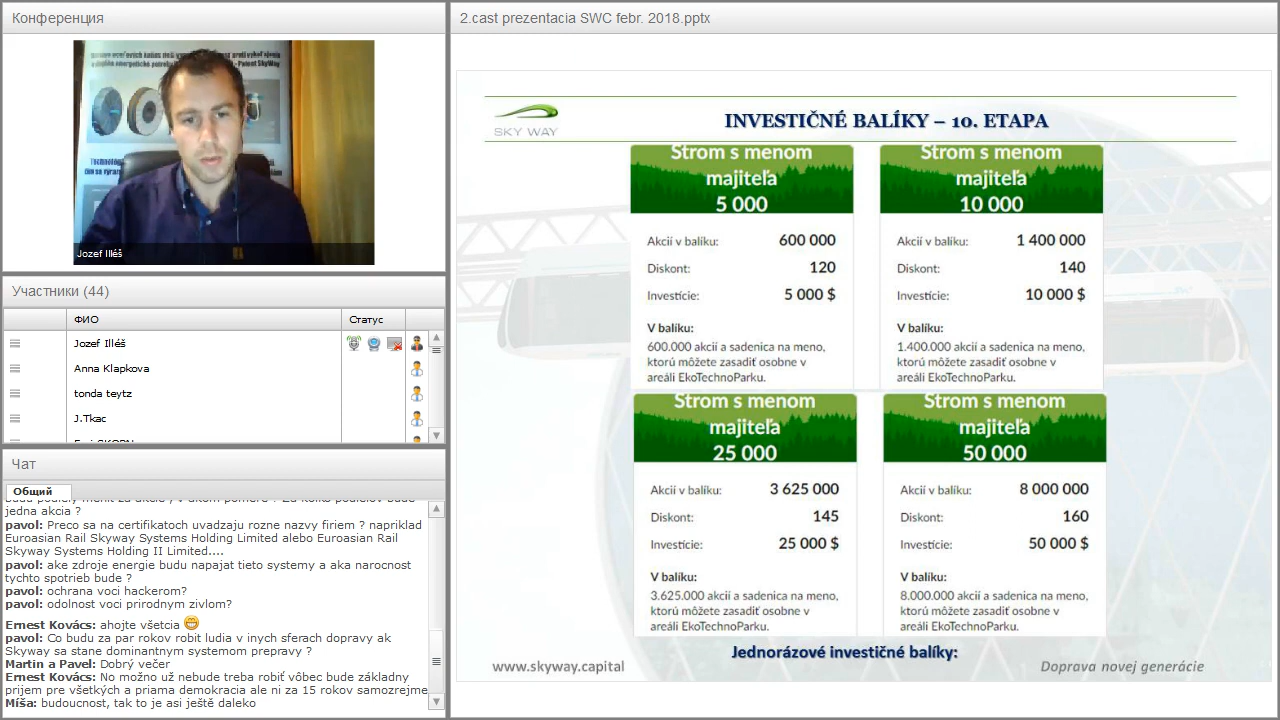 Конференция
Jozef Illéš
Участники (44)
ФИО
Статус
Jozef Illéš
Anna Klapkova
tonda teytz
J.Tkac
Чат
Общий
jedna akcia ?
pavol: Preco sa na certifikatoch uvadzaju rozne nazvy firiem ? napriklad
Euroasian Rail Skyway Systems Holding Limited alebo Euroasian Rail
Skyway Systems Holding II Limited....
pavol: ake zdroje energie budu napajat tieto systemy a aka narocnost
tychto spotrieb bude ?
pavol: ochrana voci hackerom?
pavol: odolnost voci prirodnym zivlom?
Ernest Kovács: ahojte všetcia
pavol: Co budu za par rokov robit ludia v inych sferach dopravy ak
Skyway sa stane dominantnym systemom prepravy ?
Martin a Pavel: Dobrý večer
Ernest Kovács: No možno už nebude treba robiť vôbec bude základny
prijem pre všetkých a priama demokracia ale ni za 15 rokov samozrejme
Míša: budoucnost, tak to je asi ještě daleko
2.cast prezentacia SWC febr. 2018.pptx
SKY WAY
INVESTIČNÉ BALÍKY – 10. ETAPA
Strom s menom
majiteľa
5 000
Akcií v balíku: 600 000
Diskont: 120
Investície: 5 000 $
V balíku:
600.000 akcií a sadenica na meno,
ktorú môžete zasadiť osobne v
areáli EkoTechnoParku.
Strom s menom
majiteľa
10 000
Akcií v balíku: 1 400 000
Diskont: 140
Investície: 10 000 $
V balíku:
1.400.000 akcií a sadenica na meno,
ktorú môžete zasadiť osobne v
areáli EkoTechnoParku.
Strom s menom
majiteľa
25 000
Akcií v balíku: 3 625 000
Diskont: 145
Investície: 25 000 $
V balíku:
3.625.000 akcií a sadenica na meno,
ktorú môžete zasadiť osobne v
areáli EkoTechnoParku.
Strom s menom
majiteľa
50 000
Akcií v balíku: 8 000 000
Diskont: 160
Investície: 50 000 $
V balíku:
8.000.000 akcií a sadenica na meno,
ktorú môžete zasadiť osobne v
areáli EkoTechnoParku.
Jednorázové investičné balíky:
www.skyway.capital
Doprava novej generácie